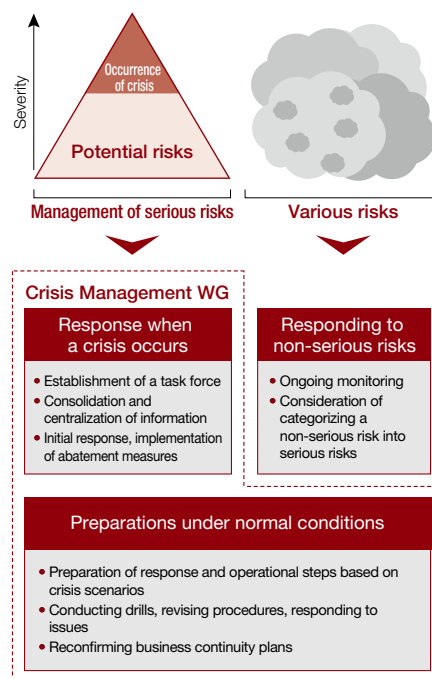 Severity
Occurrence
of crisis
Potential risks
Management of serious risks
Various risks
Crisis Management WG
Response when
a crisis occurs
• Establishment of a task force
• Consolidation and
centralization of information
• Initial response, implementation
of abatement measures
Responding to
non-serious risks
• Ongoing monitoring
• Consideration of
categorizing a
non-serious risk into
serious risks
Preparations under normal conditions
• Preparation of response and operational steps based on
crisis scenarios
• Conducting drills, revising procedures, responding to
issues
• Reconfirming business continuity plans